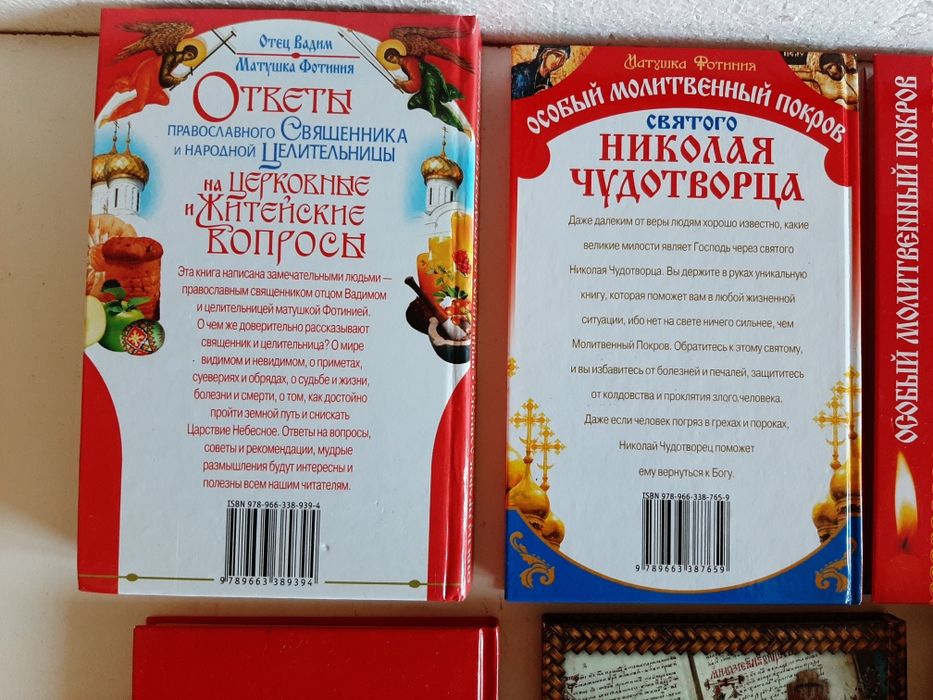 Отец Вадим
Матушка Фотиния
Ответы
православного Священника
и народной Целительницы
на церковные
и Житейские
вопросы
Эта книга написана замечательными людьми —
православным священником отцом Вадимом
и целительницей матушкой Фотинией.
О чем же доверительно рассказывают
священник и целительница? О мире
видимом и невидимом, о приметах,
суевериях и обрядах, о судьбе и жизни,
болезни и смерти, о том, как достойно
пройти земной путь и снискать
Царствие Небесное. Ответы на вопросы,
советы и рекомендации, мудрые
размышления будут интересны и
полезны всем нашим читателям.
ISBN 978-966-338-939-4
9 789663 389394
Матушка Фотиния
ОСОБЫЙ МОЛИТВЕННЫЙ ПОКРОВ
СВЯТОГО
НИКОЛАЯ
ЧУДОТВОРЦА
Даже далеким от веры людям хорошо известно, какие
великие милости являет Господь через святого
Николая Чудотворца. Вы держите в руках уникальную
книгу, которая поможет вам в любой жизненной
ситуации, ибо нет на свете ничего сильнее, чем
Молитвенный Покров. Обратитесь к этому святому,
и вы избавитесь от болезней и печалей, защититесь
от колдовства и проклятия злого человека.
Даже если человек погряз в грехах и пороках,
Николай Чудотворец поможет
ему вернуться к Богу.
ISBN 978-966-338-765-9
9 789663 387659
ОСОБЫЙ МОЛИТВЕННЫЙ ПОКРОВ